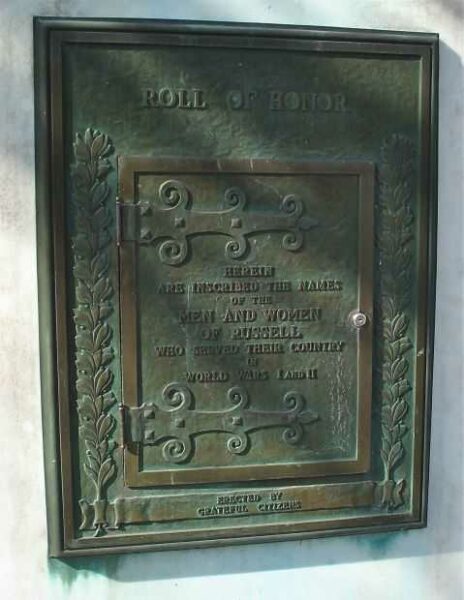 ROLL OF HONOR
HEREIN
ARE INSCRIBED THE NAMES
OF THE
MEN AND WOMEN
OF RUSSELL
WHO SERVED THEIR COUNTRY
IN
WORLD WARS I AND II
ERECTED BY
GRATEFUL CITIZENS